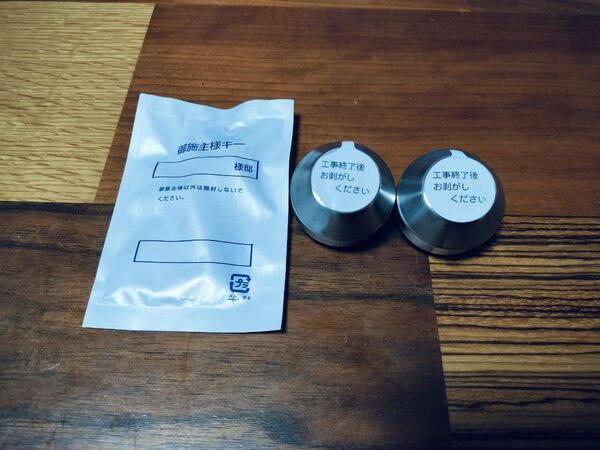 御施主様キー
様邸
御施主様以外は開封しないで
ください。
プラ
工事終了後
お剥がし
ください
工事終了後
お剥がし
ください